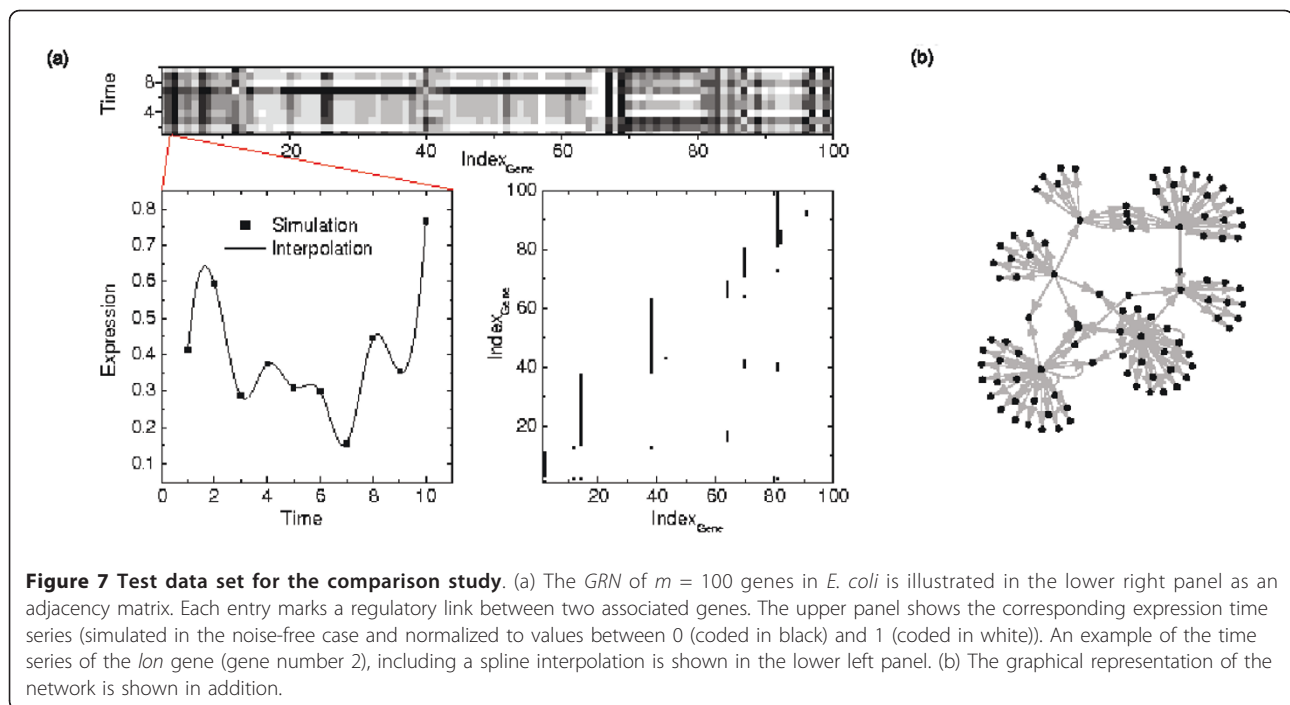 (a)
(b)
Time
8
4
20
40
60
80
100
Index_Gene
Expression
0.8
0.7
0.6
0.5
0.4
0.3
0.2
0.1
Simulation
Interpolation
0
2
4
6
8
10
Time
Index_Gene
100
80
60
40
20
20
40
60
80
100
Index_Gene
Figure 7 Test data set for the comparison study. (a) The GRN of m = 100 genes in E. coli is illustrated in the lower right panel as an
adjacency matrix. Each entry marks a regulatory link between two associated genes. The upper panel shows the corresponding expression time
series (simulated in the noise-free case and normalized to values between 0 (coded in black) and 1 (coded in white)). An example of the time
series of the lon gene (gene number 2), including a spline interpolation is shown in the lower left panel. (b) The graphical representation of the
network is shown in addition.